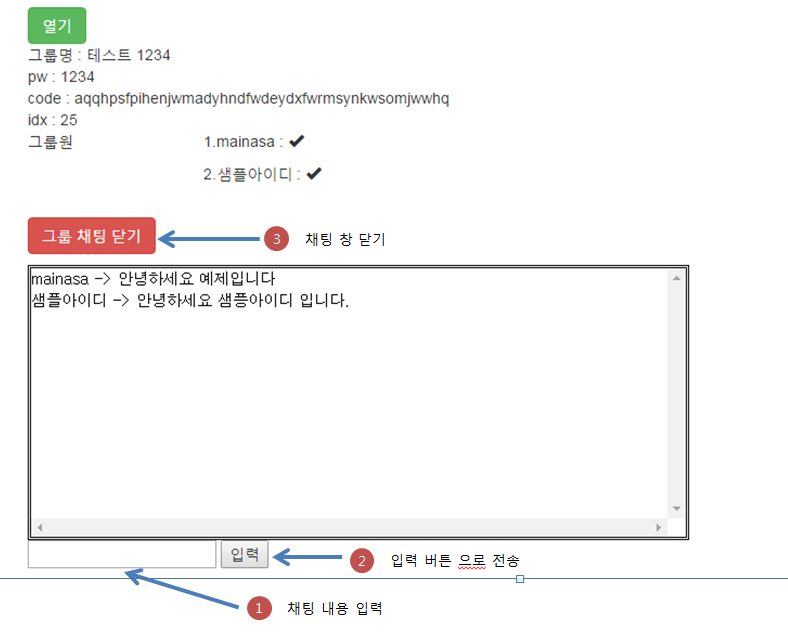 열기
그룹명 : 테스트 1234
pw : 1234
code : aqqhpsfpihenjwmadyhndfwdeydxfwrmsynkwsomjwwhq
idx : 25
그룹원 1.mainasa : ✔
2.샘플아이디 : ✔
그룹 채팅 닫기 3 채팅 창 닫기
mainasa -> 안녕하세요 예제입니다
샘플아이디 -> 안녕하세요 샘픙아이디 입니다.
입력 2 입력 버튼 으로 전송
1 채팅 내용 입력